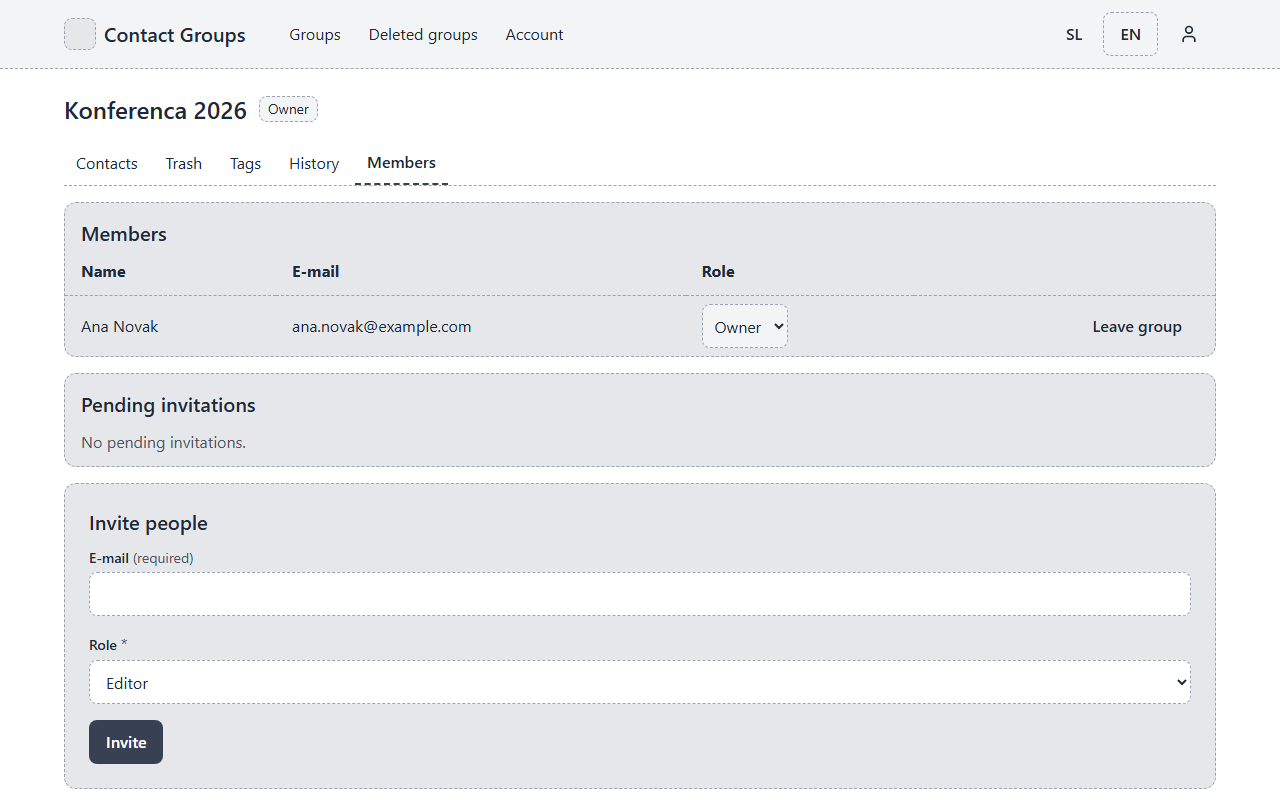 Contact Groups Groups Deleted groups Account SL EN
Konferenca 2026 Owner
Contacts Trash Tags History Members
Members
Name E-mail Role
Ana Novak ana.novak@example.com Owner Leave group
Pending invitations
No pending invitations.
Invite people
E-mail (required)
Role *
Editor
Invite